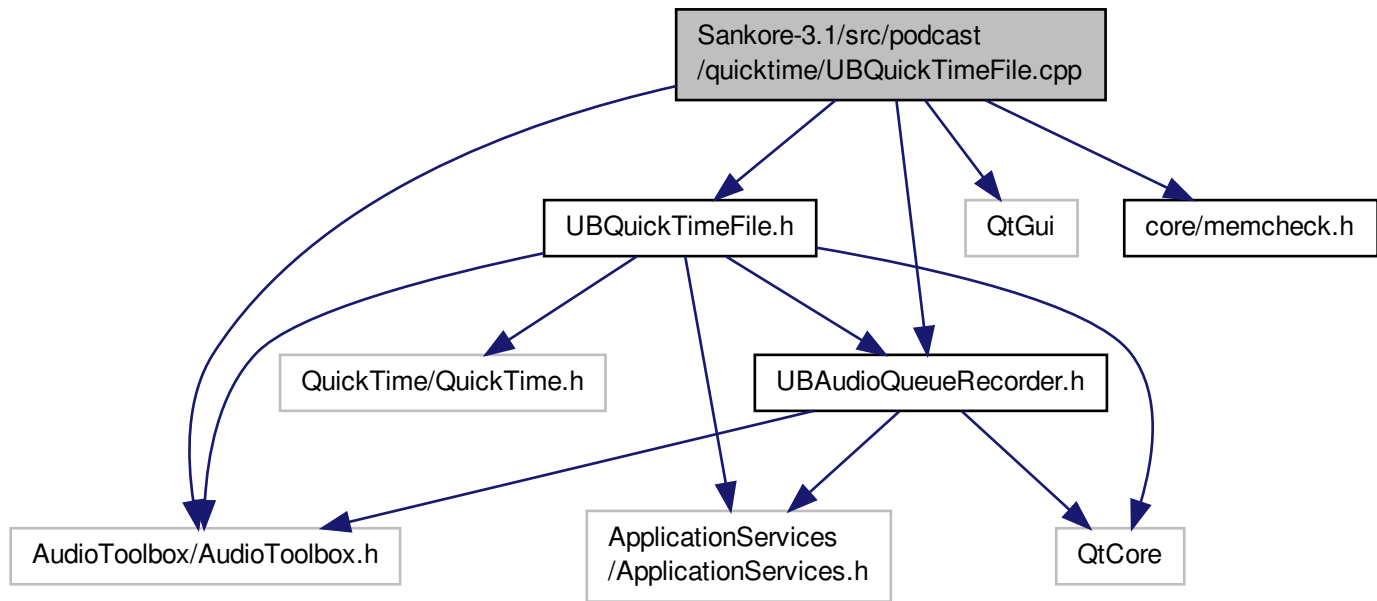 Sankore-3.1/src/podcast
/quicktime/UBQuickTimeFile.cpp
UBQuickTimeFile.h
QtGui
core/memcheck.h
QuickTime/QuickTime.h
UBAudioQueueRecorder.h
AudioToolbox/AudioToolbox.h
ApplicationServices
/ApplicationServices.h
QtCore